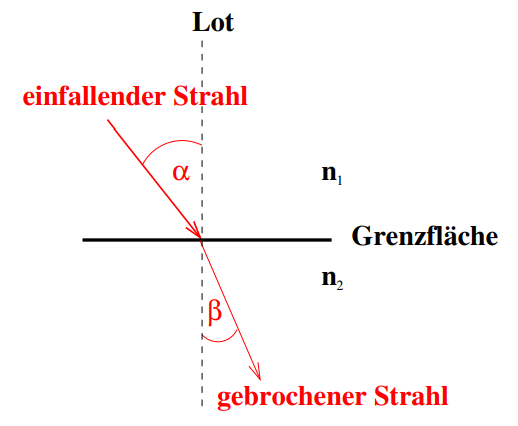 Lot
einfallender Strahl
α
n₁
Grenzfläche
n₂
β
gebrochener Strahl